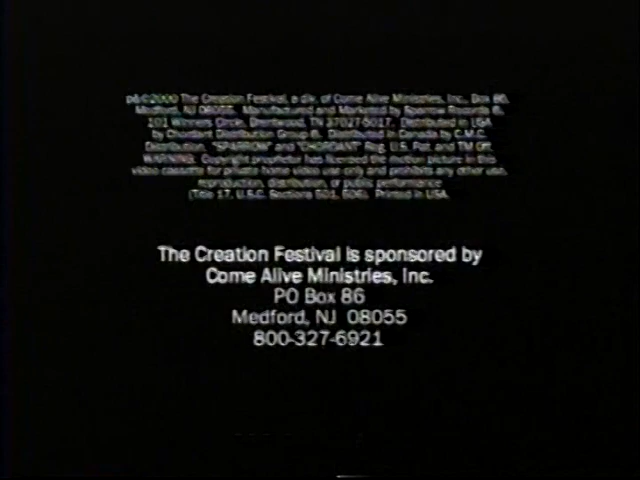 p&©2000 The Creation Festival, a div. of Come Alive Ministries, Inc., Box 86,
Medford, NJ 08055. Manufactured and Marketed by Sparrow Records ®,
101 Winners Circle, Brentwood, TN 37027-5017. Distributed in USA
by Chordant Distribution Group ®. Distributed in Canada by C.M.C.
Distribution. "SPARROW" and "CHORDANT" Reg. U.S. Pat. and TM Off.
WARNING: Copyright proprietor has licensed the motion picture in this
video cassette for private home video use only and prohibits any other use,
reproduction, distribution, or public performance
(Title 17, U.S.C. Sections 501, 506). Printed in USA.
The Creation Festival is sponsored by
Come Alive Ministries, Inc.
PO Box 86
Medford, NJ 08055
800-327-6921